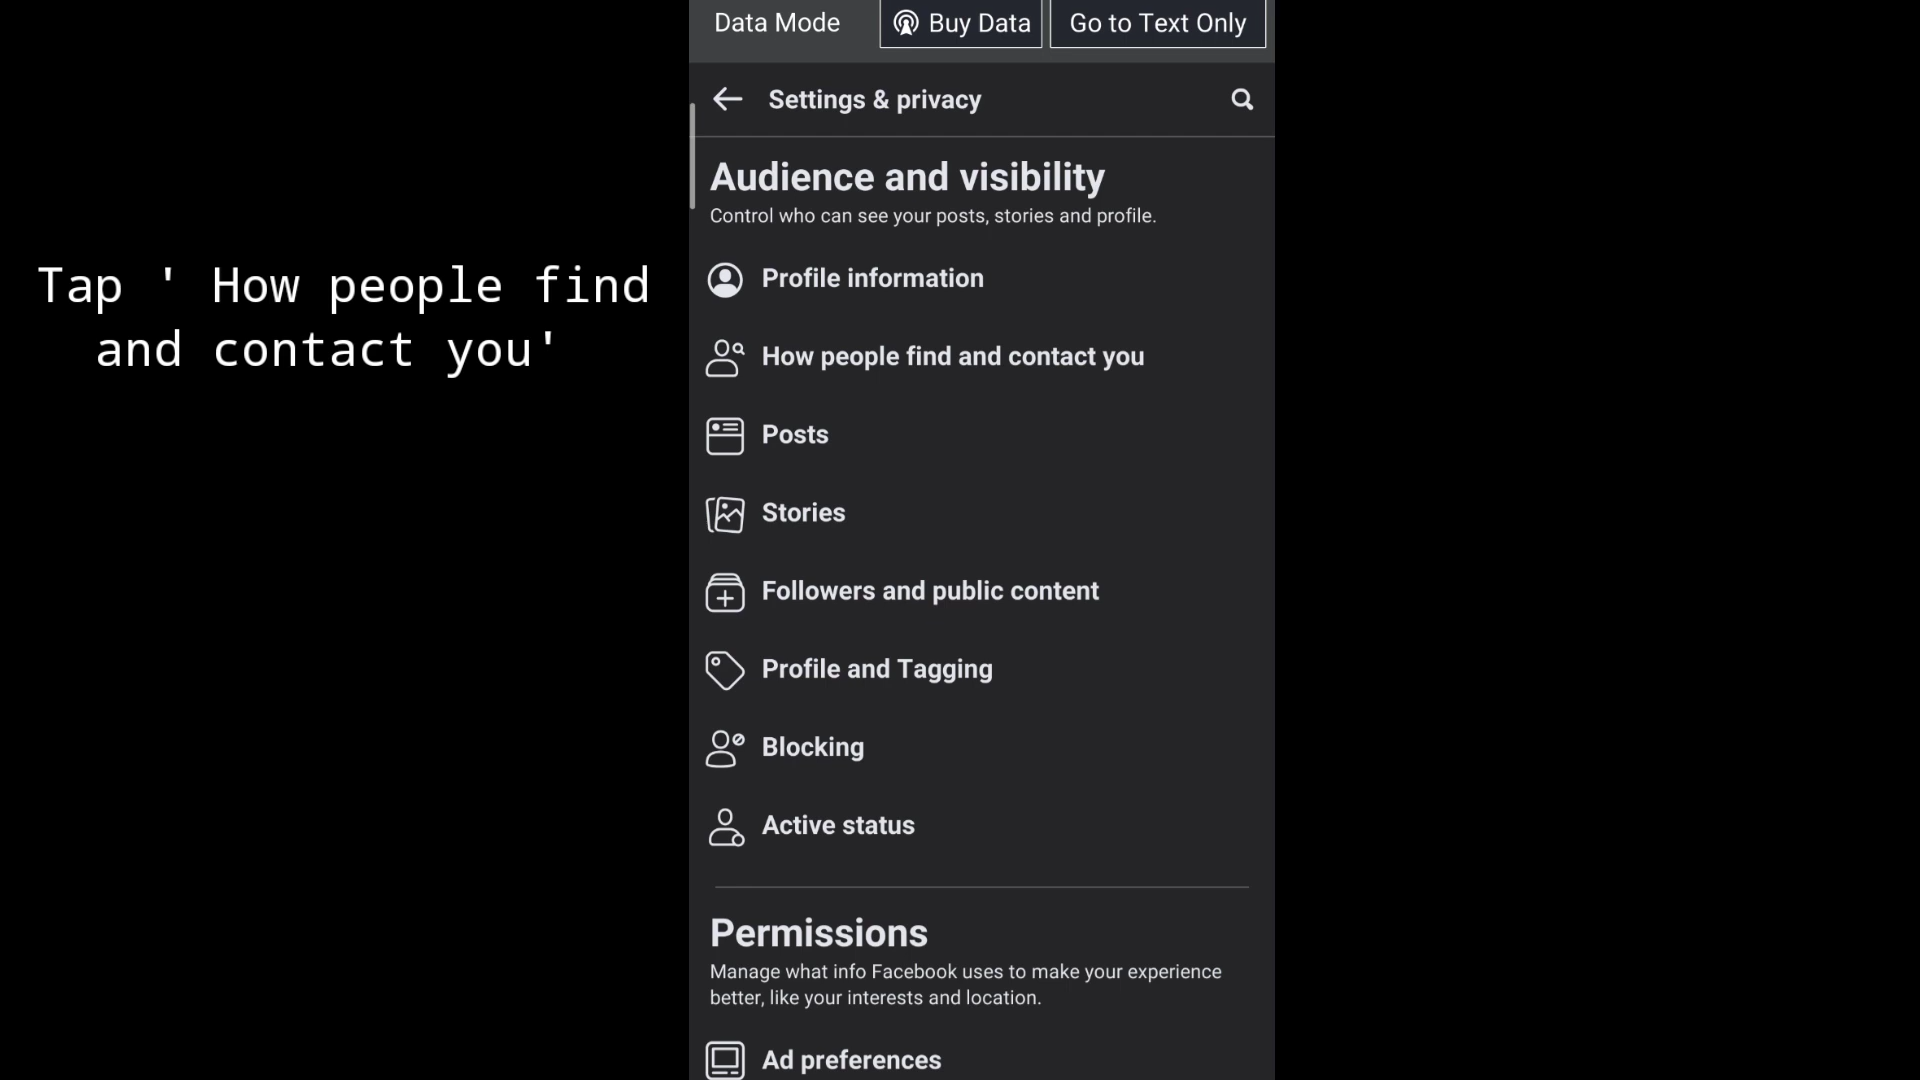 Data Mode
Buy Data
Go to Text Only
Settings & privacy
Audience and visibility
Control who can see your posts, stories and profile.
Tap ' How people find
and contact you'
Profile information
How people find and contact you
Posts
Stories
Followers and public content
Profile and Tagging
Blocking
Active status
Permissions
Manage what info Facebook uses to make your experience
better, like your interests and location.
Ad preferences